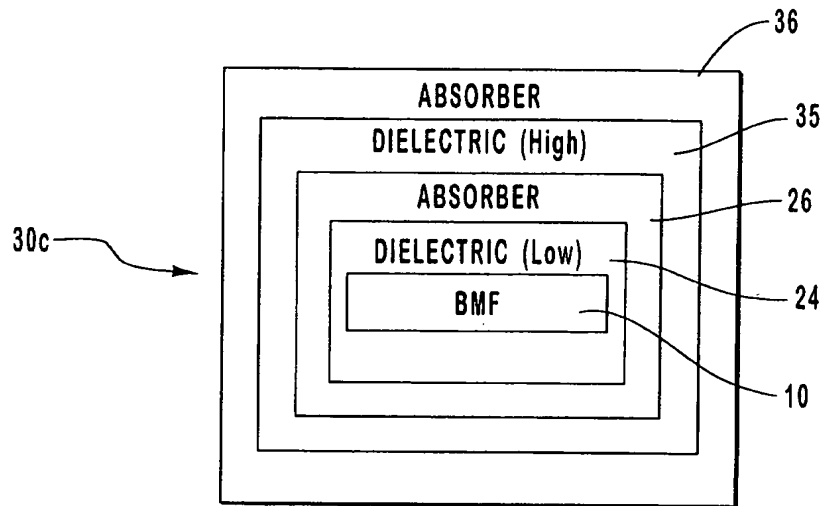 36
ABSORBER
35
DIELECTRIC (High)
ABSORBER
26
30c
DIELECTRIC (Low)
24
BMF
10